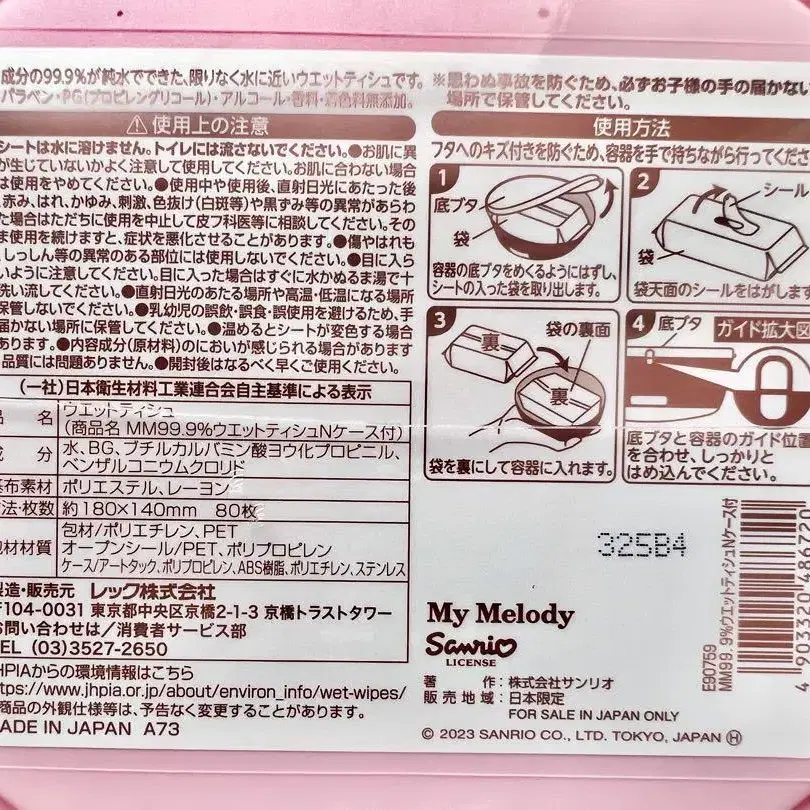 成分の99.9%が純水でできた、限りなく水に近いウエットティシュです。
パラベン・PG(プロピレングリコール)・アルコール・香料・着色料無添加。
※思わぬ事故を防ぐため、必ずお子様の手の届かない
場所で保管してください。
⚠使用上の注意
シートは水に溶けません。トイレには流さないでください。●お肌に異
が生じていないかよく注意して使用してください。お肌に合わない場合
は使用をやめてください。●使用中や使用後、直射日光にあたった後
赤み、はれ、かゆみ、刺激、色抜け(白斑等)や黒ずみ等の異常があらわ
た場合はただちに使用を中止して皮フ科医等に相談してください。その
ま使用を続けますと、症状を悪化させることがあります。●傷やはれも
、しっしん等の異常のある部位には使用しないでください。●目に入ら
いように注意してください。目に入った場合はすぐに水かぬるま湯で十
洗い流してください。●直射日光のあたる場所や高温・低温になる場所
保管しないでください。●乳幼児の誤飲・誤食・誤使用を避けるため、手
届かない場所に保管してください。●温めるとシートが変色する場合
あります。●内容成分(原材料)のにおいが感じられる場合があります
品質には問題ありません。●開封後はなるべく早くご使用ください。
(一社)日本衛生材料工業連合会自主基準による表示
品 名 ウエットティシュ
(商品名 MM99.9%ウエットティシュNケース付)
成 分 水、BG、ブチルカルバミン酸ヨウ化プロピニル、
ベンザルコニウムクロリド
基布素材 ポリエステル、レーヨン
法・枚数 約180×140mm 80枚
包材材質 包材/ポリエチレン、PET
オープンシール/PET、ポリプロピレン
ケース/アートタック、ポリプロピレン、ABS樹脂、ポリエチレン、ステンレス
製造・販売元 レック株式会社
〒104-0031 東京都中央区京橋2-1-3 京橋トラストタワー
お問い合わせは/消費者サービス部
TEL (03)3527-2650
JHPIAからの環境情報はこちら
ttps://www.jhpia.or.jp/about/environ_info/wet-wipes/
商品の外観仕様等は、予告なく変更することがあります。
MADE IN JAPAN A73
使用方法
フタへのキズ付きを防ぐため、容器を手で持ちながら行ってくださ
1
底ブタ
袋
容器の底ブタをめくるようにはずし、
シートの入った袋を取り出します。
2
シール
袋
袋天面のシールをはがします
3
裏
袋の裏面
裏
袋を裏にして容器に入れます。
4
底ブタ
ガイド拡大図
底ブタと容器のガイド位置
を合わせ、しっかりと
はめ込んでください。
325B4
My Melody
Sanrio
LICENSE
著 作：株式会社サンリオ
販売地域：日本限定
FOR SALE IN JAPAN ONLY
© 2023 SANRIO CO., LTD. TOKYO, JAPAN Ⓗ
E90759
MM99.9%ウエットティシュNケース付